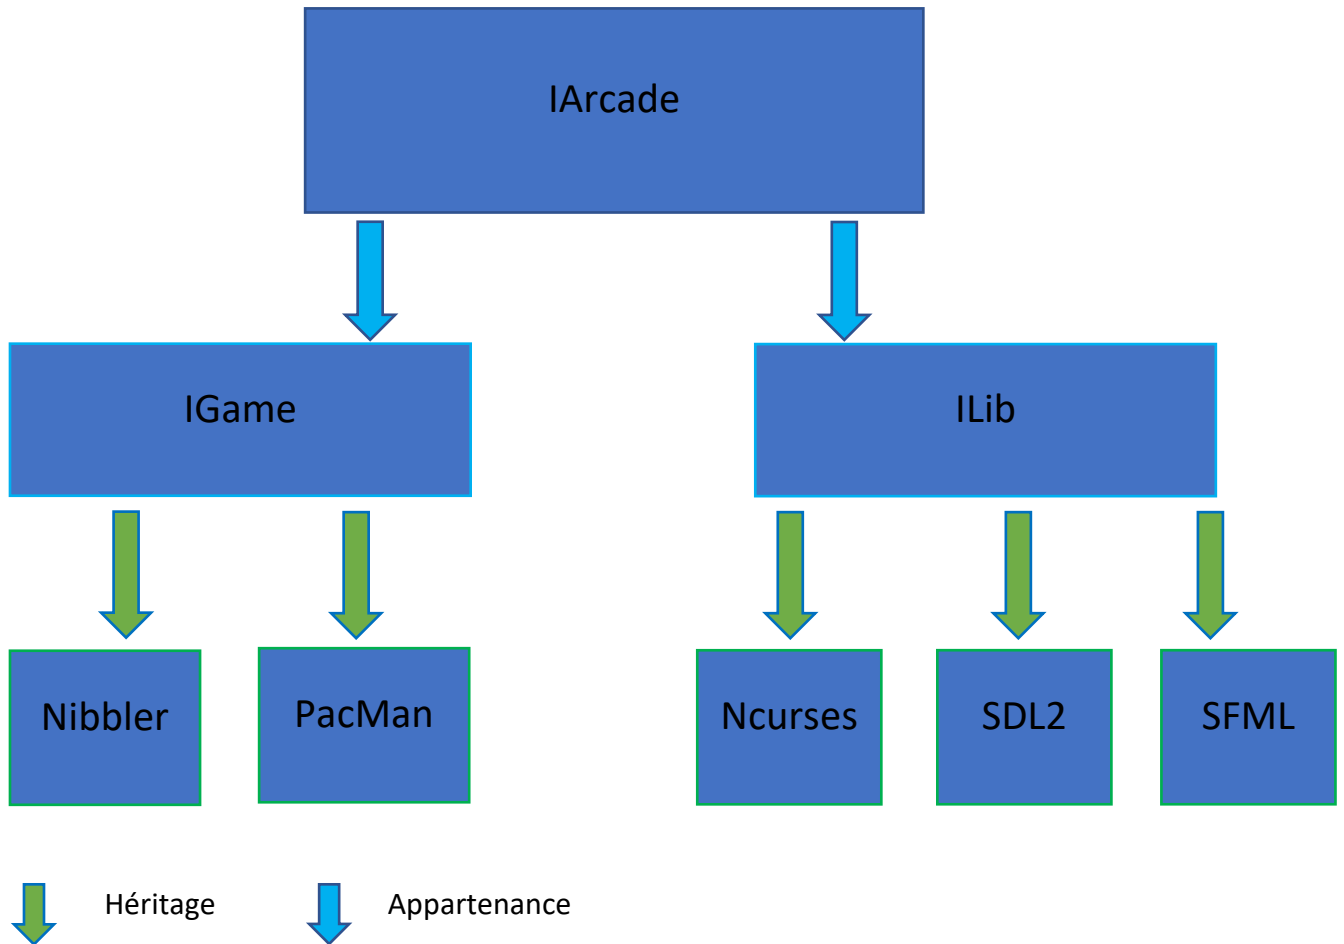 IArcade
IGame
ILib
Nibbler
PacMan
Ncurses
SDL2
SFML
Héritage
Appartenance